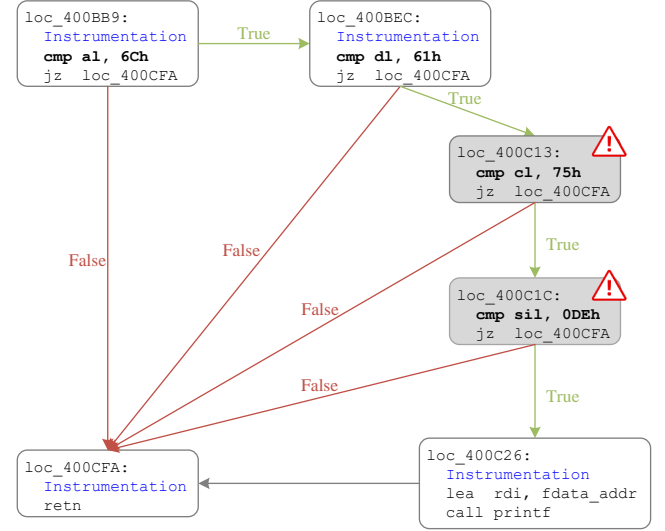 loc_400BB9:
Instrumentation
cmp al, 6Ch
jz loc_400CFA
True
loc_400BEC:
Instrumentation
cmp dl, 61h
jz loc_400CFA
True
loc_400C13:
cmp cl, 75h
jz loc_400CFA
!
True
False
False
loc_400C1C:
cmp sil, 0DEh
jz loc_400CFA
!
False
False
True
loc_400CFA:
Instrumentation
retn
loc_400C26:
Instrumentation
lea rdi, fdata_addr
call printf